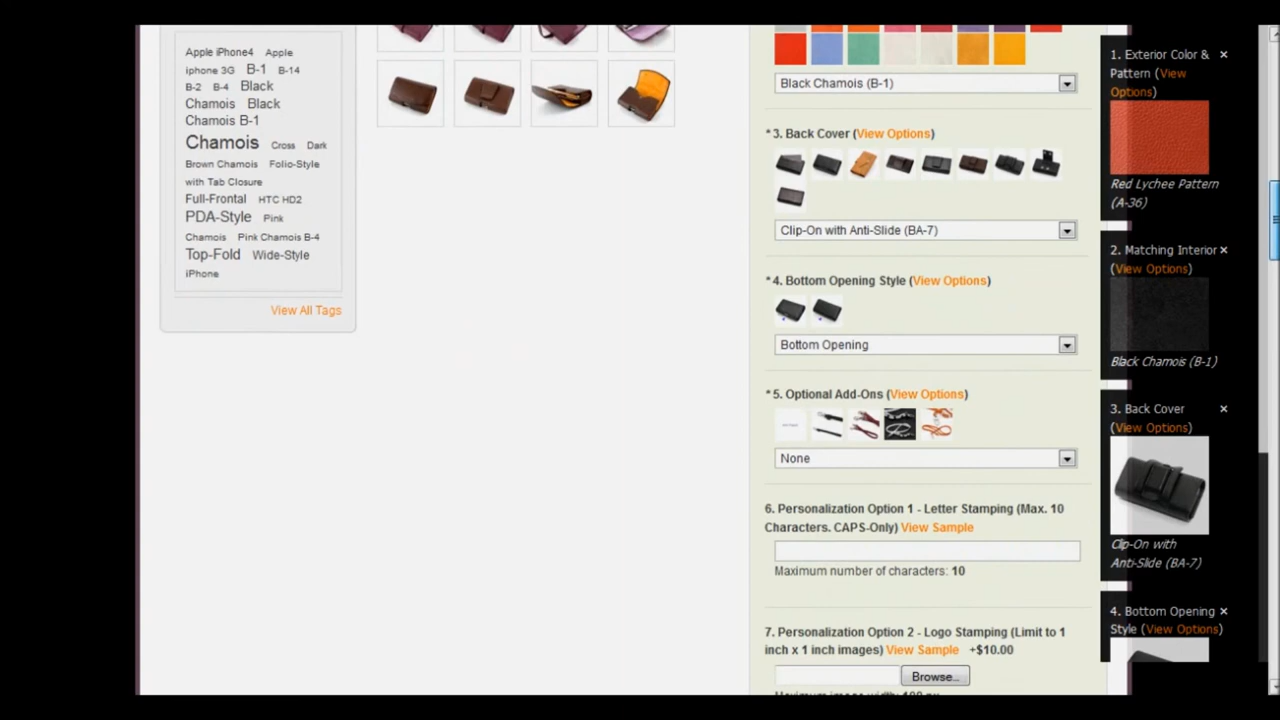 Apple iPhone4 Apple
iphone 3G B-1 B-14
B-2 B-4 Black
Chamois Black
Chamois B-1
Chamois Cross Dark
Brown Chamois Folio-Style
with Tab Closure
Full-Frontal HTC HD2
PDA-Style Pink
Chamois Pink Chamois B-4
Top-Fold Wide-Style
iPhone
View All Tags
Black Chamois (B-1)
*3. Back Cover (View Options)
Clip-On with Anti-Slide (BA-7)
*4. Bottom Opening Style (View Options)
Bottom Opening
*5. Optional Add-Ons (View Options)
None
6. Personalization Option 1 - Letter Stamping (Max. 10
Characters. CAPS-Only) View Sample
Maximum number of characters: 10
7. Personalization Option 2 - Logo Stamping (Limit to 1
inch x 1 inch images) View Sample +$10.00
Browse...
Maximum image width: 100 px
1. Exterior Color & ×
Pattern (View
Options)
Red Lychee Pattern
(A-36)
2. Matching Interior ×
(View Options)
Black Chamois (B-1)
3. Back Cover ×
(View Options)
Clip-On with
Anti-Slide (BA-7)
4. Bottom Opening ×
Style (View Options)